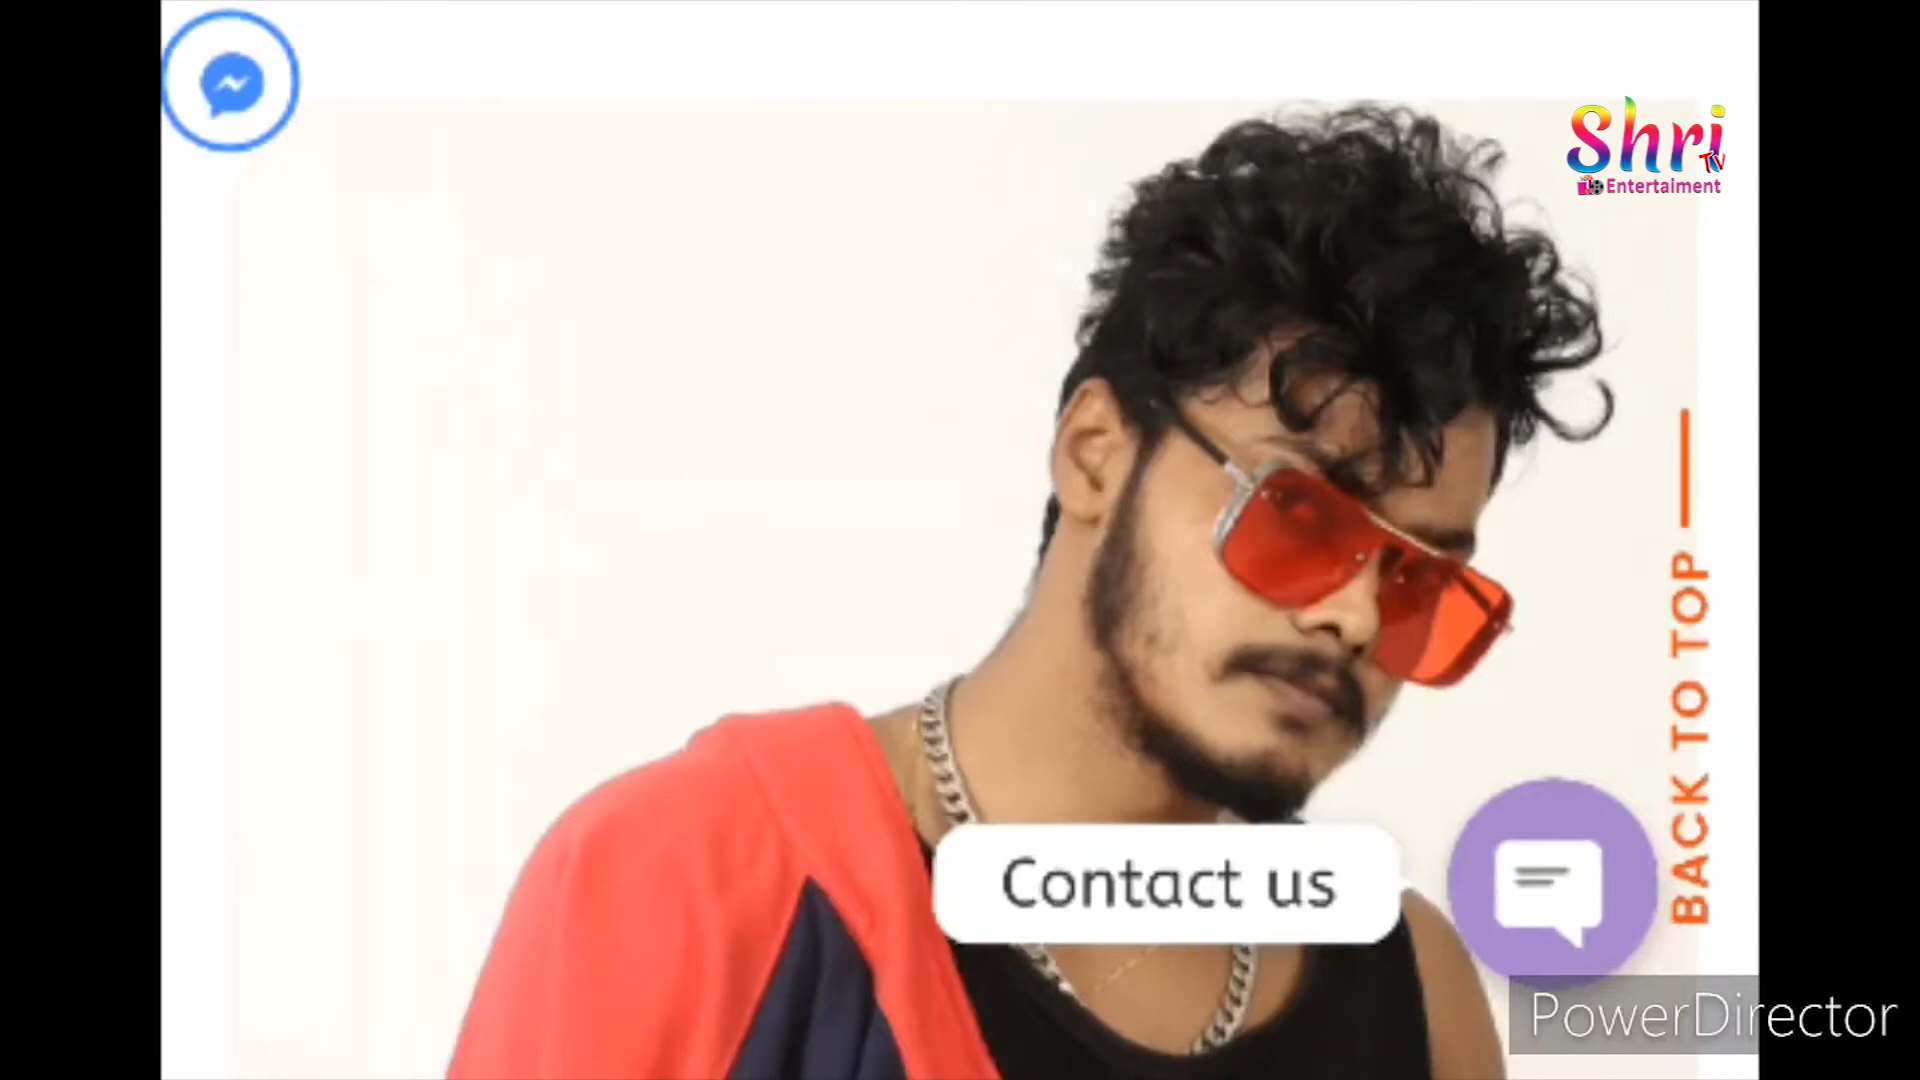 Shri
TV
Entertaiment
BACK TO TOP
Contact us
PowerDirector